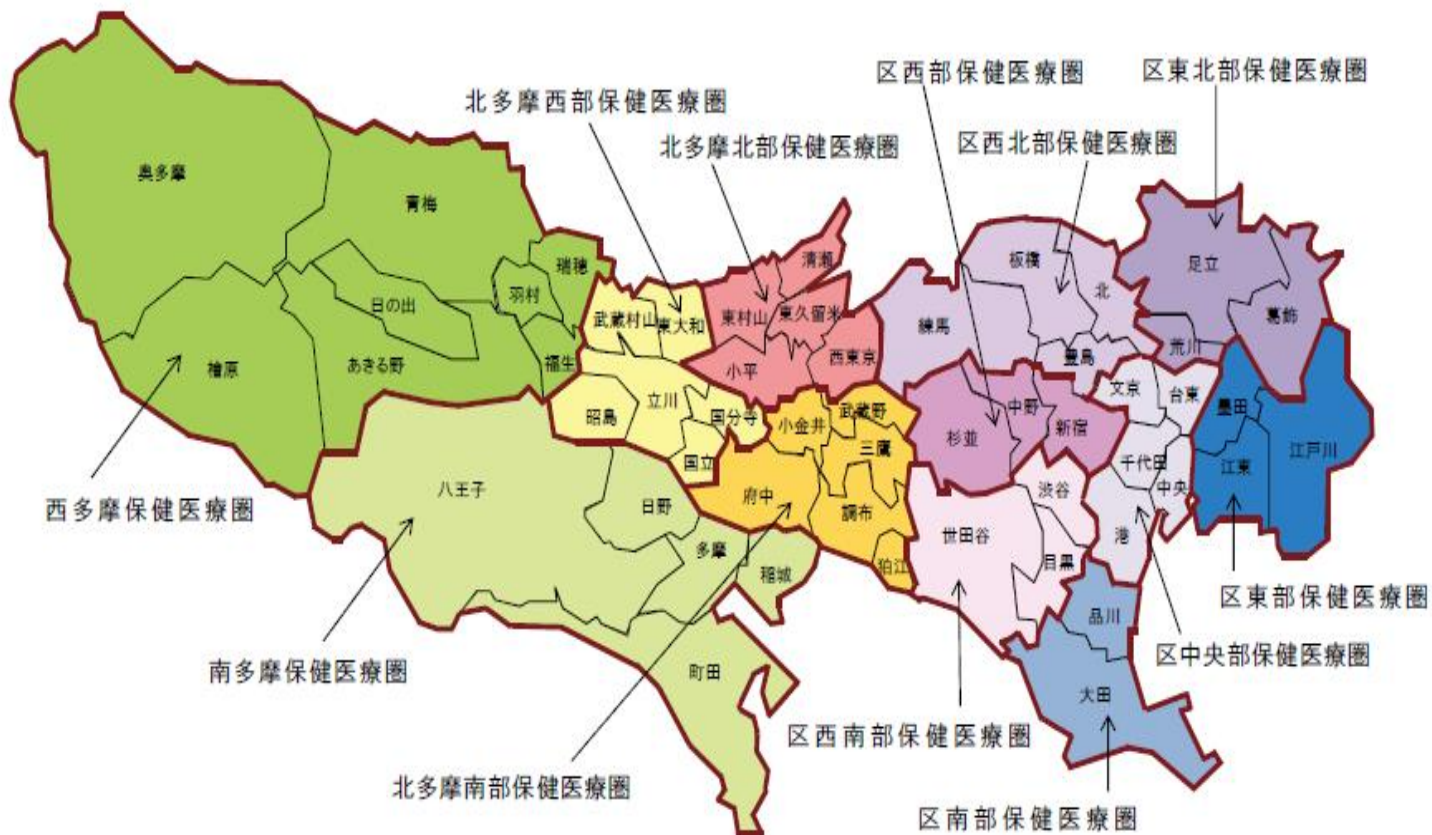 区西部保健医療圏
区東北部保健医療圏
北多摩西部保健医療圏
区西北部保健医療圏
北多摩北部保健医療圏
奥多摩
青梅
瑞穂
羽村
日の出
檜原
あきる野
福生
武蔵村山
東大和
東村山
清瀬
東久留米
小平
西東京
昭島
立川
国分寺
国立
小金井
武蔵野
三鷹
府中
調布
狛江
八王子
日野
多摩
稲城
町田
練馬
板橋
北
豊島
杉並
中野
新宿
世田谷
渋谷
目黒
文京
台東
千代田
中央
港
品川
大田
足立
葛飾
荒川
墨田
江東
江戸川
西多摩保健医療圏
南多摩保健医療圏
北多摩南部保健医療圏
区西南部保健医療圏
区南部保健医療圏
区中央部保健医療圏
区東部保健医療圏